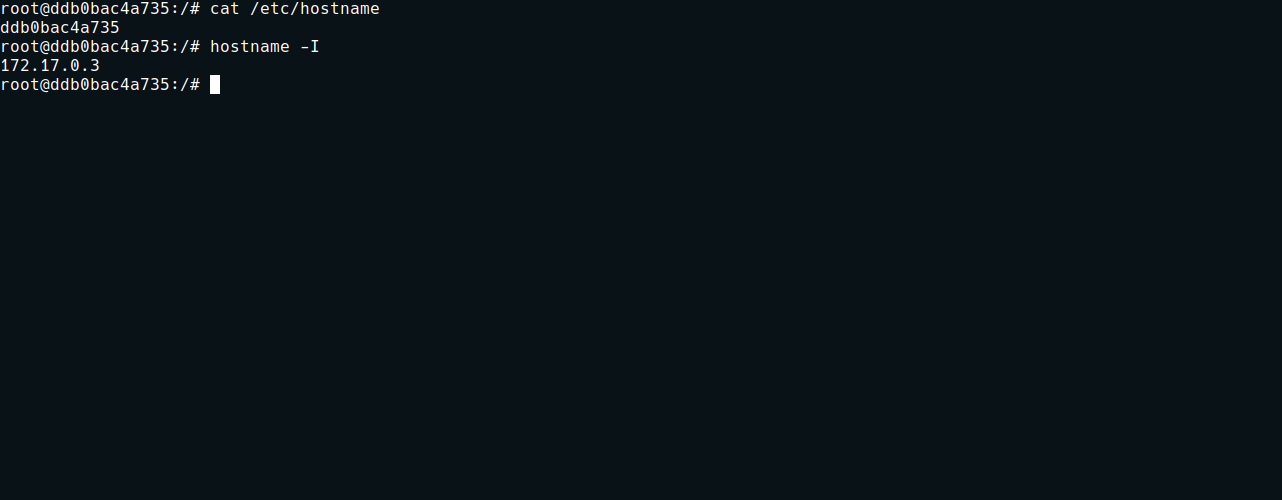 root@ddb0bac4a735:/# cat /etc/hostname
ddb0bac4a735
root@ddb0bac4a735:/# hostname -I
172.17.0.3
root@ddb0bac4a735:/#